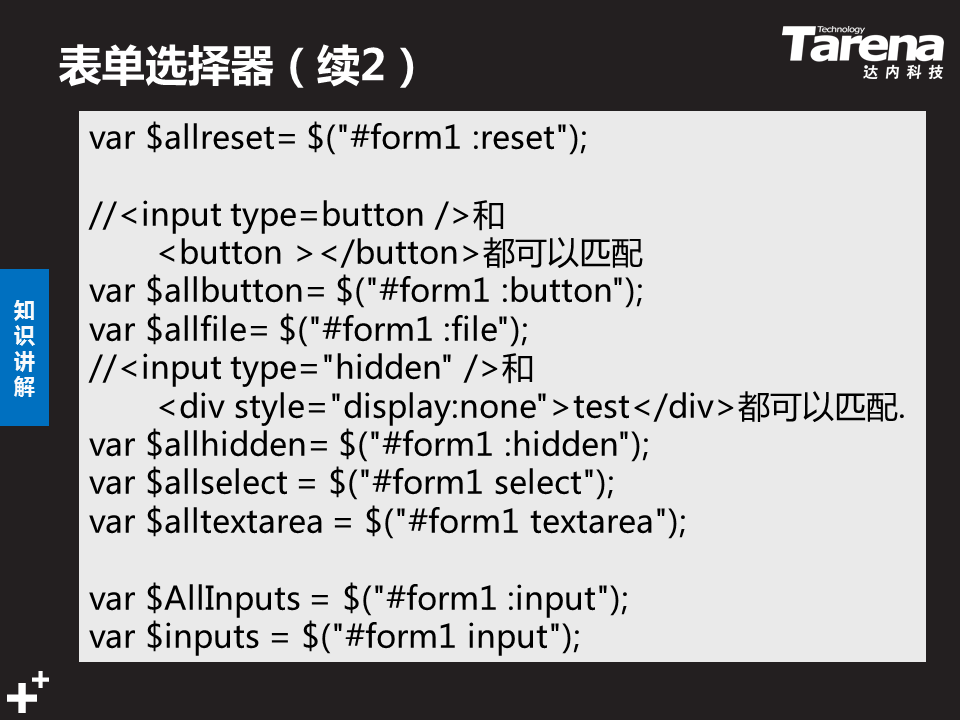 表单选择器（续2）
Technology
Tarena
达内科技
知识讲解
var $allreset= $("#form1 :reset");
//<input type=button />和
<button ></button>都可以匹配
var $allbutton= $("#form1 :button");
var $allfile= $("#form1 :file");
//<input type="hidden" />和
<div style="display:none">test</div>都可以匹配.
var $allhidden= $("#form1 :hidden");
var $allselect = $("#form1 select");
var $alltextarea = $("#form1 textarea");
var $AllInputs = $("#form1 :input");
var $inputs = $("#form1 input");